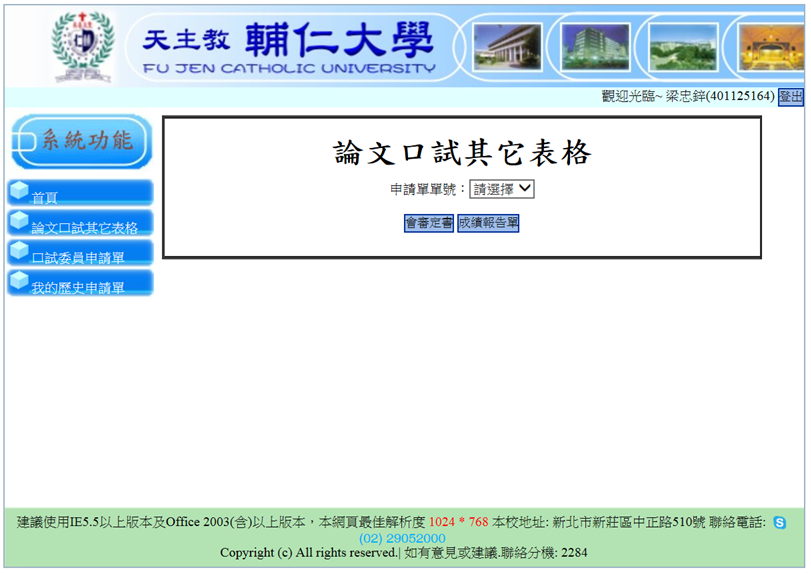 天主教 輔仁大學
FU JEN CATHOLIC UNIVERSITY
觀迎光臨~ 梁忠鋅(401125164) 登出
系統功能
首頁
論文口試其它表格
口試委員申請單
我的歷史申請單
論文口試其它表格
申請單單號：請選擇
會審定書 成績報告單
建議使用IE5.5以上版本及Office 2003(含)以上版本，本網頁最佳解析度 1024 * 768 本校地址: 新北市新莊區中正路510號 聯絡電話:
(02) 29052000
Copyright (c) All rights reserved.| 如有意見或建議.聯絡分機: 2284